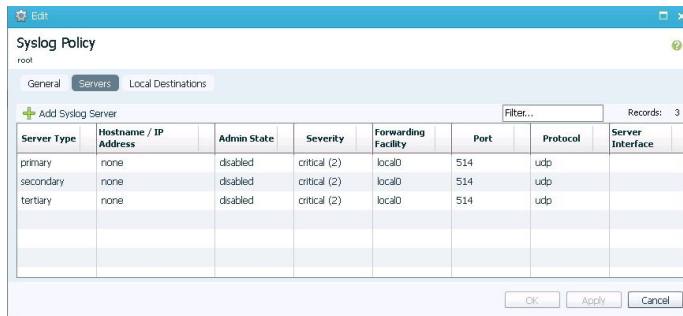 Edit
Syslog Policy
root
General Servers Local Destinations
Add Syslog Server Filter... Records: 3
Server Type Hostname / IP Address Admin State Severity Forwarding Facility Port Protocol Server Interface
primary none disabled critical (2) local0 514 udp
secondary none disabled critical (2) local0 514 udp
tertiary none disabled critical (2) local0 514 udp
OK Apply Cancel